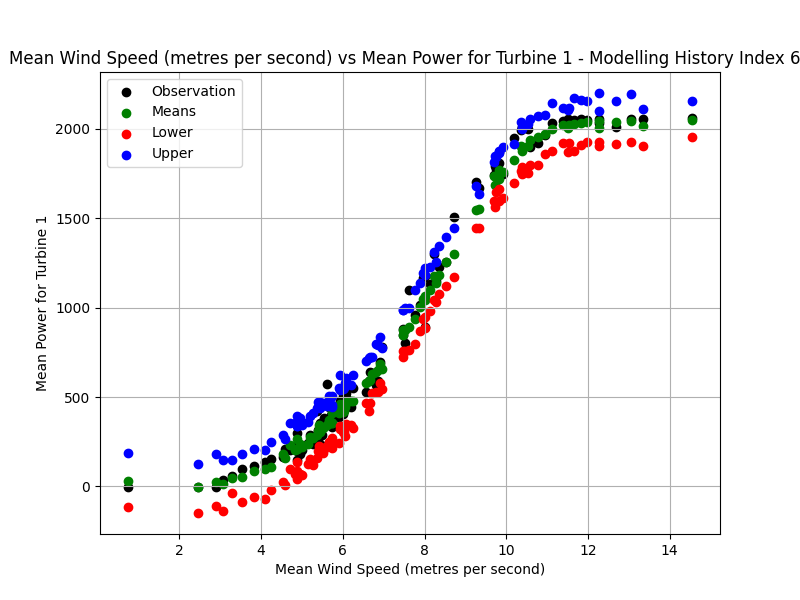 Mean Wind Speed (metres per second) vs Mean Power for Turbine 1 - Modelling History Index 6
Observation
Means
Lower
Upper
2000
1500
1000
500
0
Mean Power for Turbine 1
2 4 6 8 10 12 14
Mean Wind Speed (metres per second)